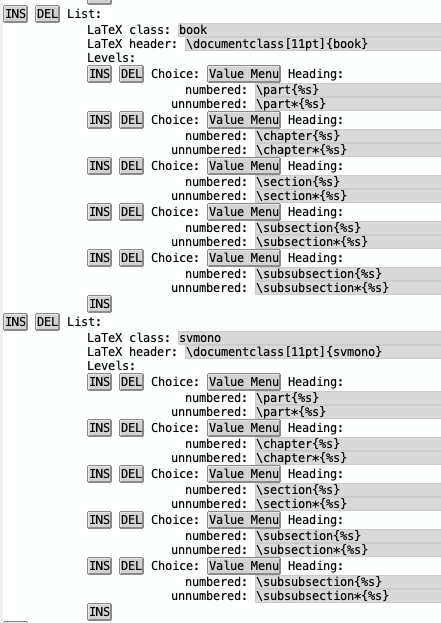 INS DEL List:
LaTeX class: book
LaTeX header: \documentclass[11pt]{book}
Levels:
INS DEL Choice: Value Menu Heading:
numbered: \part{%s}
unnumbered: \part*{%s}
INS DEL Choice: Value Menu Heading:
numbered: \chapter{%s}
unnumbered: \chapter*{%s}
INS DEL Choice: Value Menu Heading:
numbered: \section{%s}
unnumbered: \section*{%s}
INS DEL Choice: Value Menu Heading:
numbered: \subsection{%s}
unnumbered: \subsection*{%s}
INS DEL Choice: Value Menu Heading:
numbered: \subsubsection{%s}
unnumbered: \subsubsection*{%s}
INS
INS DEL List:
LaTeX class: svmono
LaTeX header: \documentclass[11pt]{svmono}
Levels:
INS DEL Choice: Value Menu Heading:
numbered: \part{%s}
unnumbered: \part*{%s}
INS DEL Choice: Value Menu Heading:
numbered: \chapter{%s}
unnumbered: \chapter*{%s}
INS DEL Choice: Value Menu Heading:
numbered: \section{%s}
unnumbered: \section*{%s}
INS DEL Choice: Value Menu Heading:
numbered: \subsection{%s}
unnumbered: \subsection*{%s}
INS DEL Choice: Value Menu Heading:
numbered: \subsubsection{%s}
unnumbered: \subsubsection*{%s}
INS